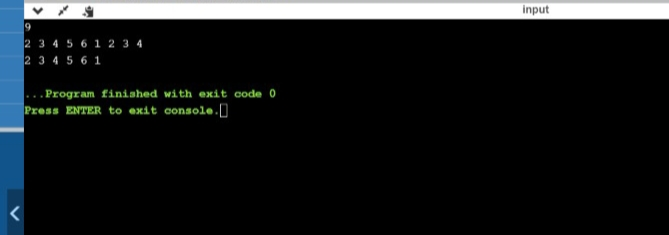 input
9
2 3 4 5 6 1 2 3 4
2 3 4 5 6 1
...Program finished with exit code 0
Press ENTER to exit console.